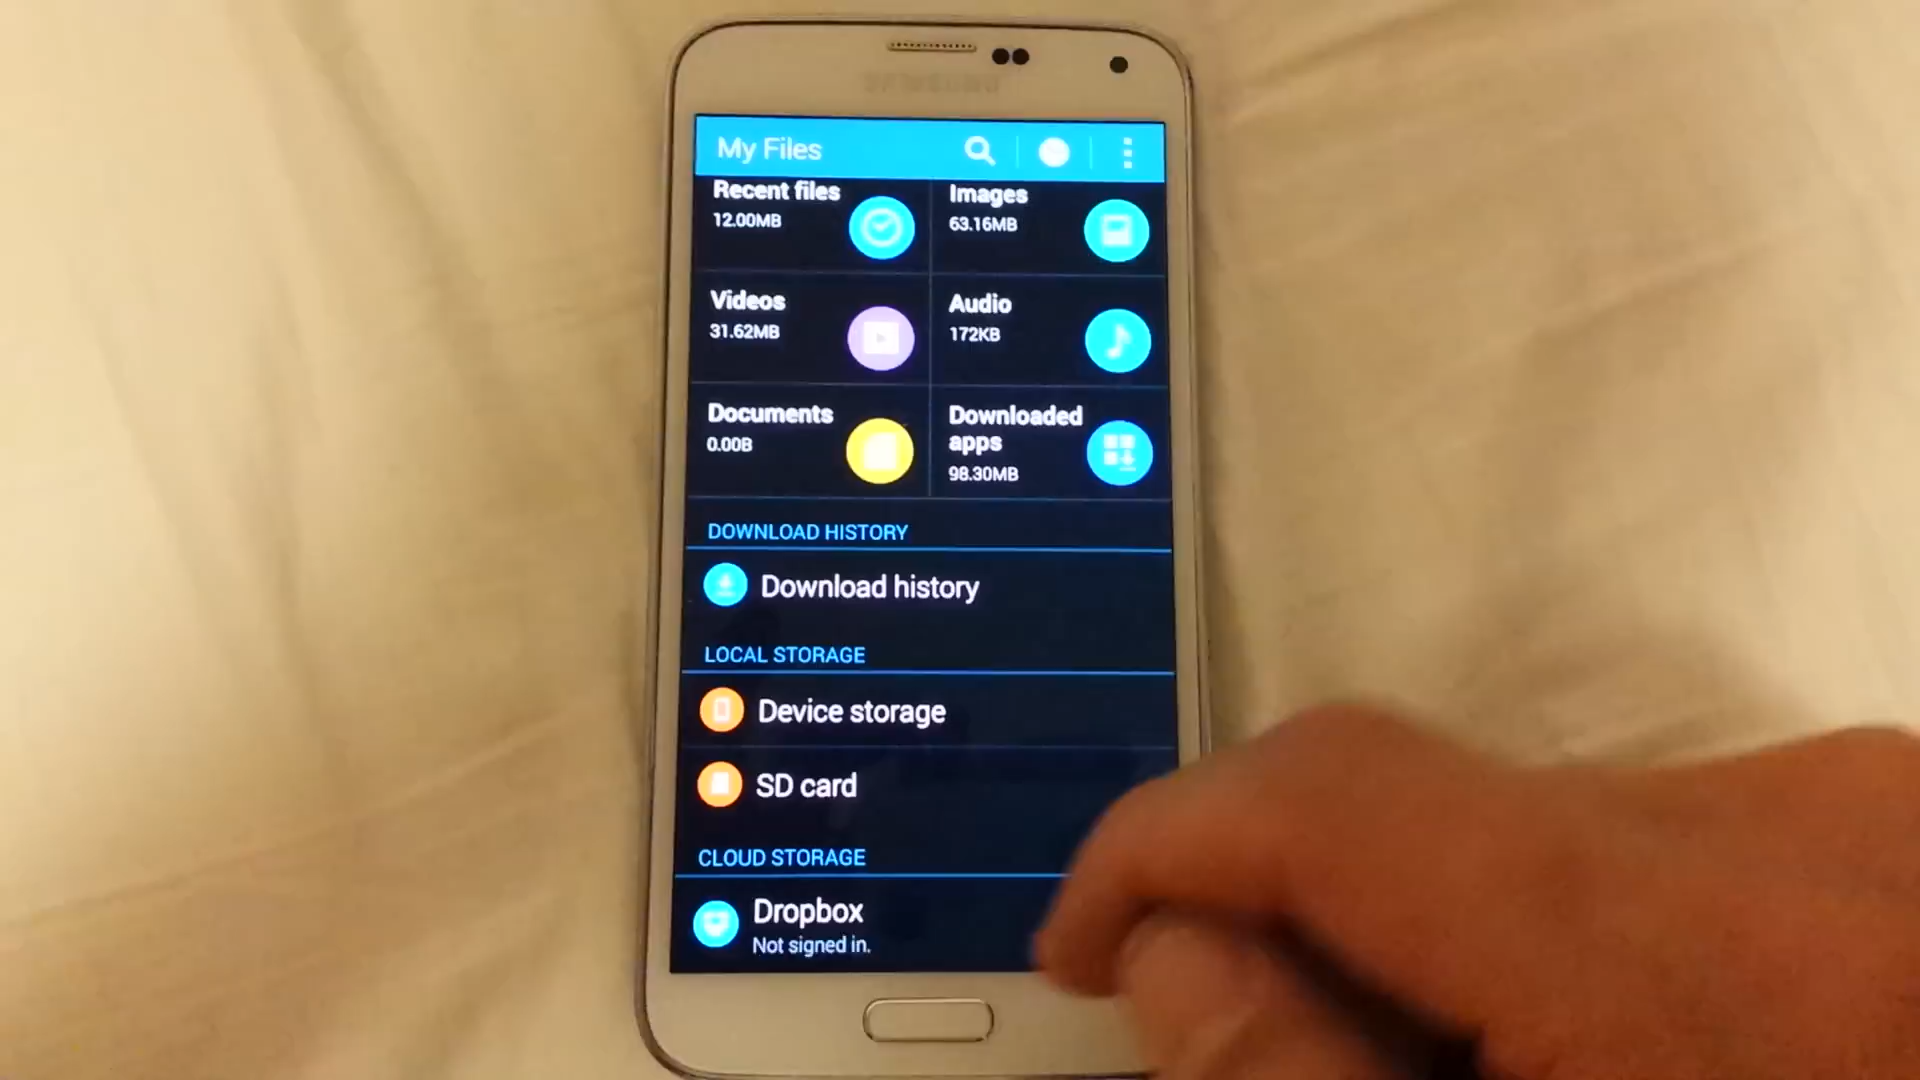 SAMSUNG
My Files
Recent files
12.00MB
Images
63.16MB
Videos
31.62MB
Audio
172KB
Documents
0.00B
Downloaded
apps
98.30MB
DOWNLOAD HISTORY
Download history
LOCAL STORAGE
Device storage
SD card
CLOUD STORAGE
Dropbox
Not signed in.